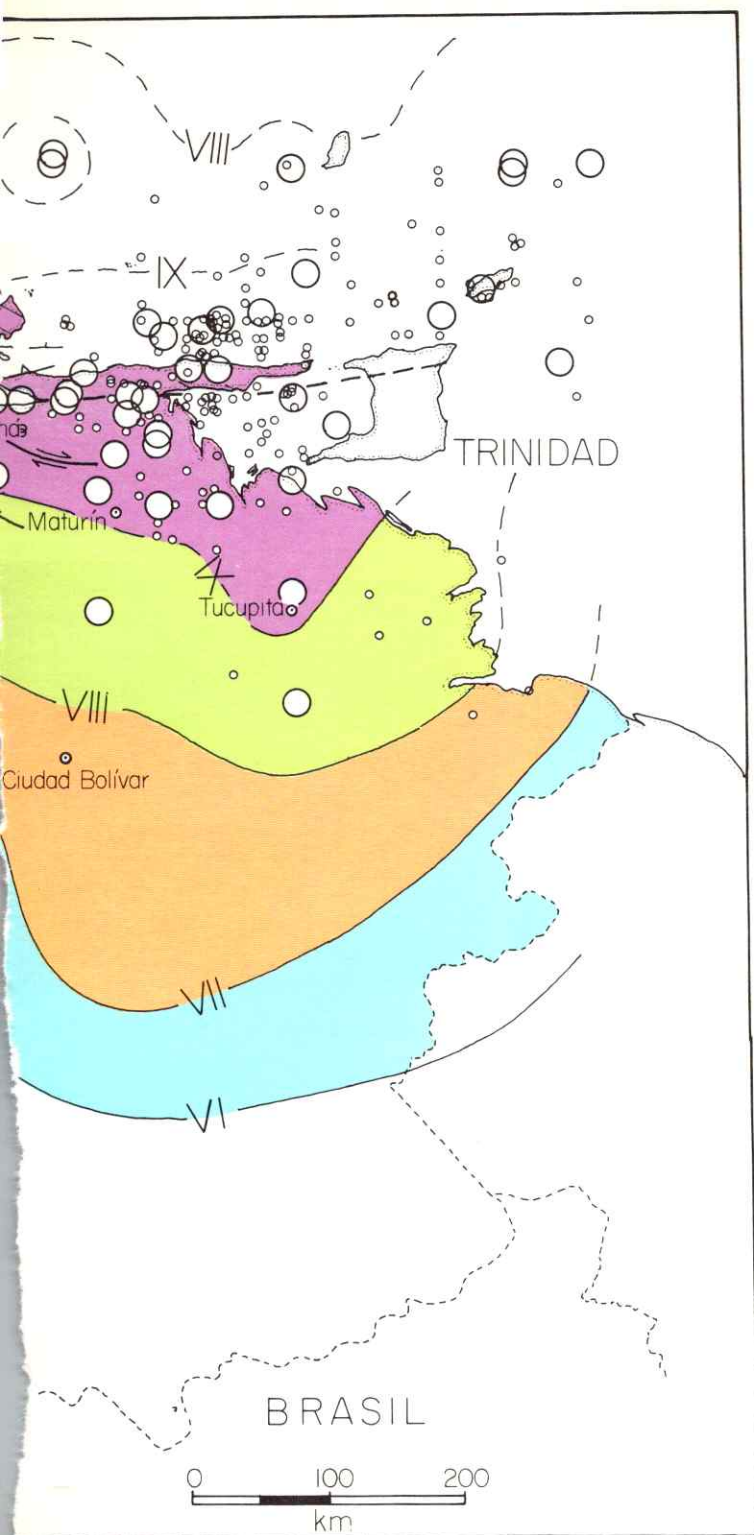 VIII
IX
TRINIDAD
Maturín
Tucupita
VIII
Ciudad Bolívar
VII
VI
BRASIL
0 100 200
km